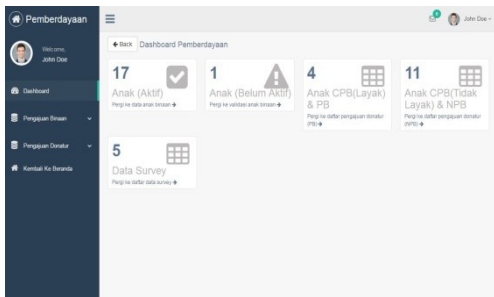 Pemberdayaan
0
John Doe
Welcome,
John Doe
Back
Dashboard Pemberdayaan
Dashboard
Pengajuan Binaan
Pengajuan Donatur
Kembali Ke Beranda
17
Anak (Aktif)
Pergi ke data anak binaan
1
Anak (Belum Aktif)
Pergi ke validasi anak binaan
4
Anak CPB(Layak)
& PB
Pergi ke daftar pengajuan donatur
(PB)
11
Anak CPB(Tidak
Layak) & NPB
Pergi ke daftar pengajuan donatur
(NPB)
5
Data Survey
Pergi ke daftar data survey